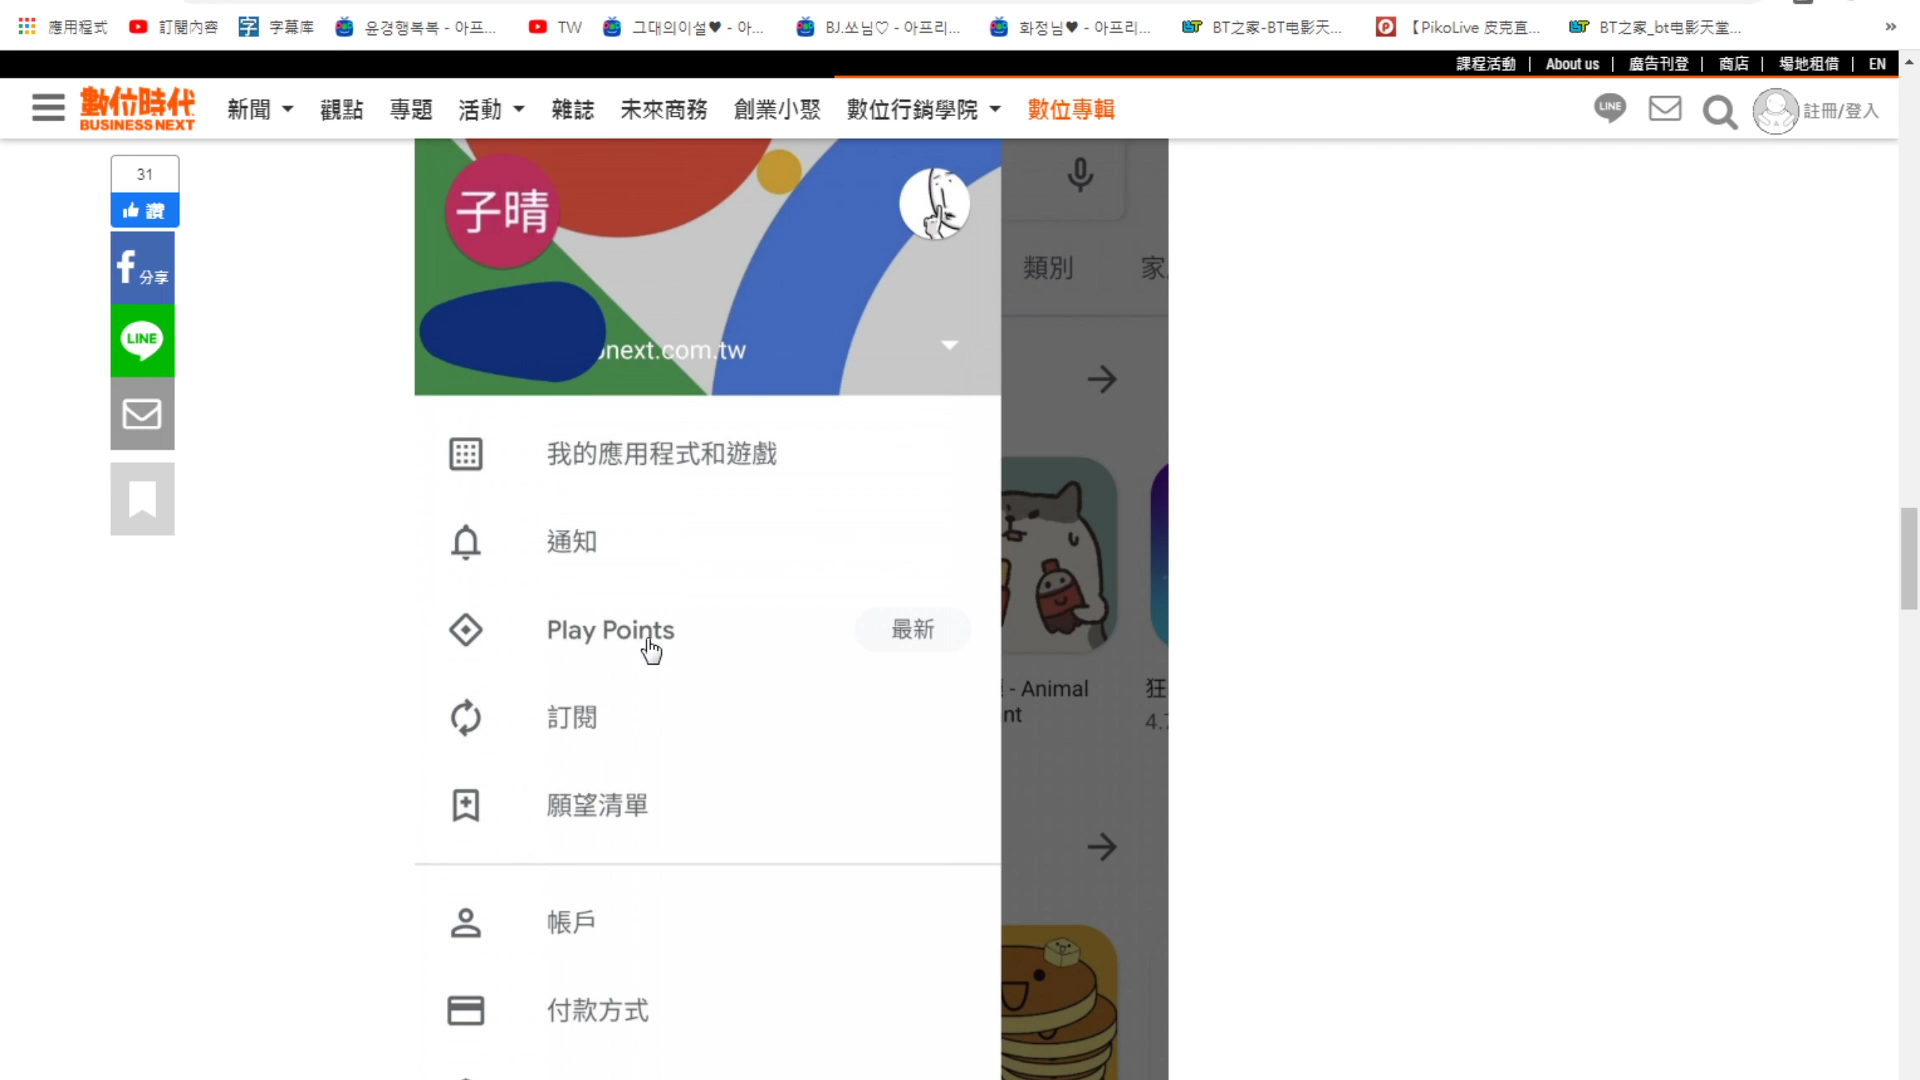 應用程式 訂閱內容 字幕库 윤경행복복 - 아프... TW 그대의이설♥ - 아... BJ.쏘님♡ - 아프리... 화정님♥ - 아프리... BT之家-BT电影天... 【PikoLive 皮克直... BT之家_bt电影天堂... »
課程活動 | About us | 廣告刊登 | 商店 | 場地租借 | EN
數位時代
BUSINESS NEXT
新聞 觀點 專題 活動 雜誌 未來商務 創業小聚 數位行銷學院 數位專輯 LINE 註冊/登入
31
讚
分享
LINE
子晴
next.com.tw
類別 家
我的應用程式和遊戲
通知
Play Points 最新
- Animal
nt
狂
4.7
訂閱
願望清單
帳戶
付款方式